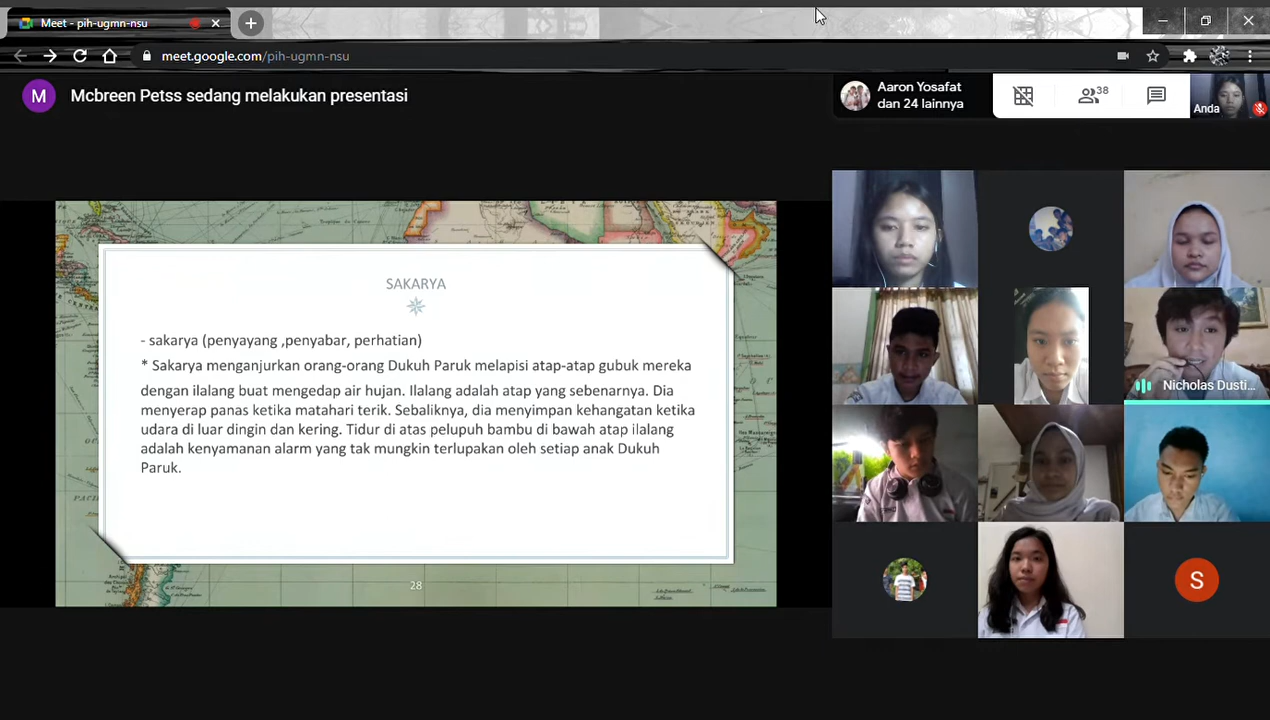 Meet - pih-ugmn-nsu
meet.google.com/pih-ugmn-nsu
M
Mcbreen Petss sedang melakukan presentasi
Aaron Yosafat
dan 24 lainnya
38
Anda
SAKARYA
- sakarya (penyayang ,penyabar, perhatian)
* Sakarya menganjurkan orang-orang Dukuh Paruk melapisi atap-atap gubuk mereka
dengan ilalang buat mengedap air hujan. Ilalang adalah atap yang sebenarnya. Dia
menyerap panas ketika matahari terik. Sebaliknya, dia menyimpan kehangatan ketika
udara di luar dingin dan kering. Tidur di atas pelupuh bambu di bawah atap ilalang
adalah kenyamanan alarm yang tak mungkin terlupakan oleh setiap anak Dukuh
Paruk.
28
Nicholas Dusti...
S